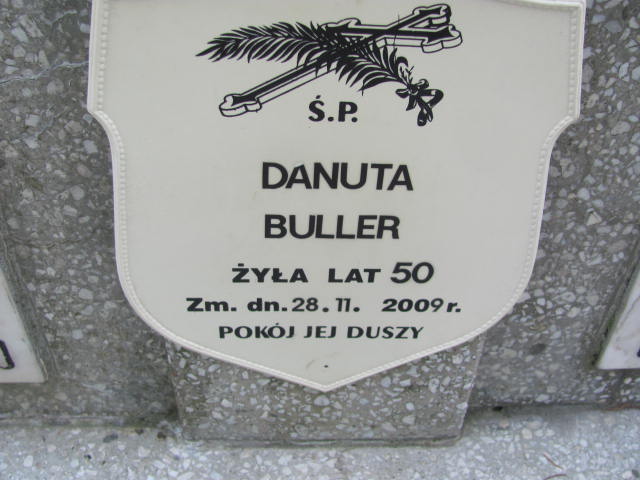 Ś.P.
DANUTA
BULLER
ŻYŁA LAT 50
Zm. dn. 28. 11. 2009 r.
POKÓJ JEJ DUSZY